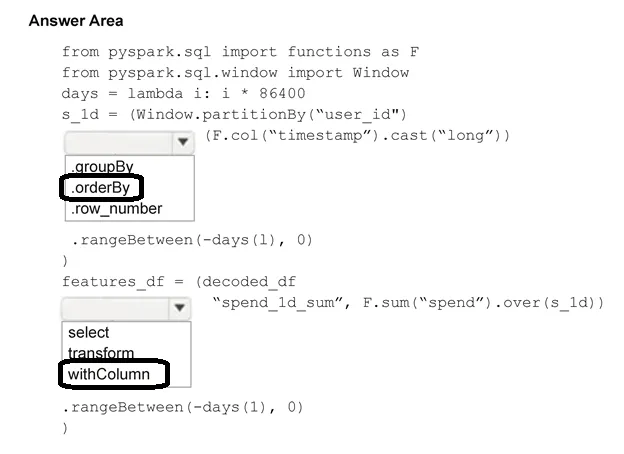 Answer Area
from pyspark.sql import functions as F
from pyspark.sql.window import Window
days = lambda i: i * 86400
s_1d = (Window.partitionBy(“user_id")
(F.col(“timestamp”).cast(“long”))
.groupBy
.orderBy
.row_number
.rangeBetween(-days(1), 0)
)
features_df = (decoded_df
“spend_1d_sum”, F.sum(“spend”).over(s_1d))
select
transform
withColumn
.rangeBetween(-days(1), 0)
)